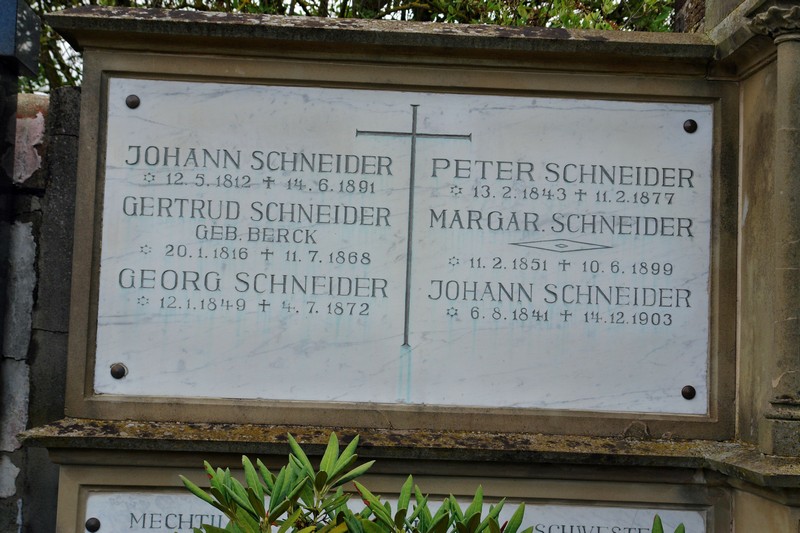 JOHANN SCHNEIDER
✡ 12.5.1812 ✝ 14.6.1891
GERTRUD SCHNEIDER
GEB. BERCK
✡ 20.1.1816 ✝ 11.7.1868
GEORG SCHNEIDER
✡ 12.1.1849 ✝ 4.7.1872
PETER SCHNEIDER
✡ 13.2.1843 ✝ 11.2.1877
MARGAR. SCHNEIDER
✡ 11.2.1851 ✝ 10.6.1899
JOHANN SCHNEIDER
✡ 6.8.1841 ✝ 14.12.1903